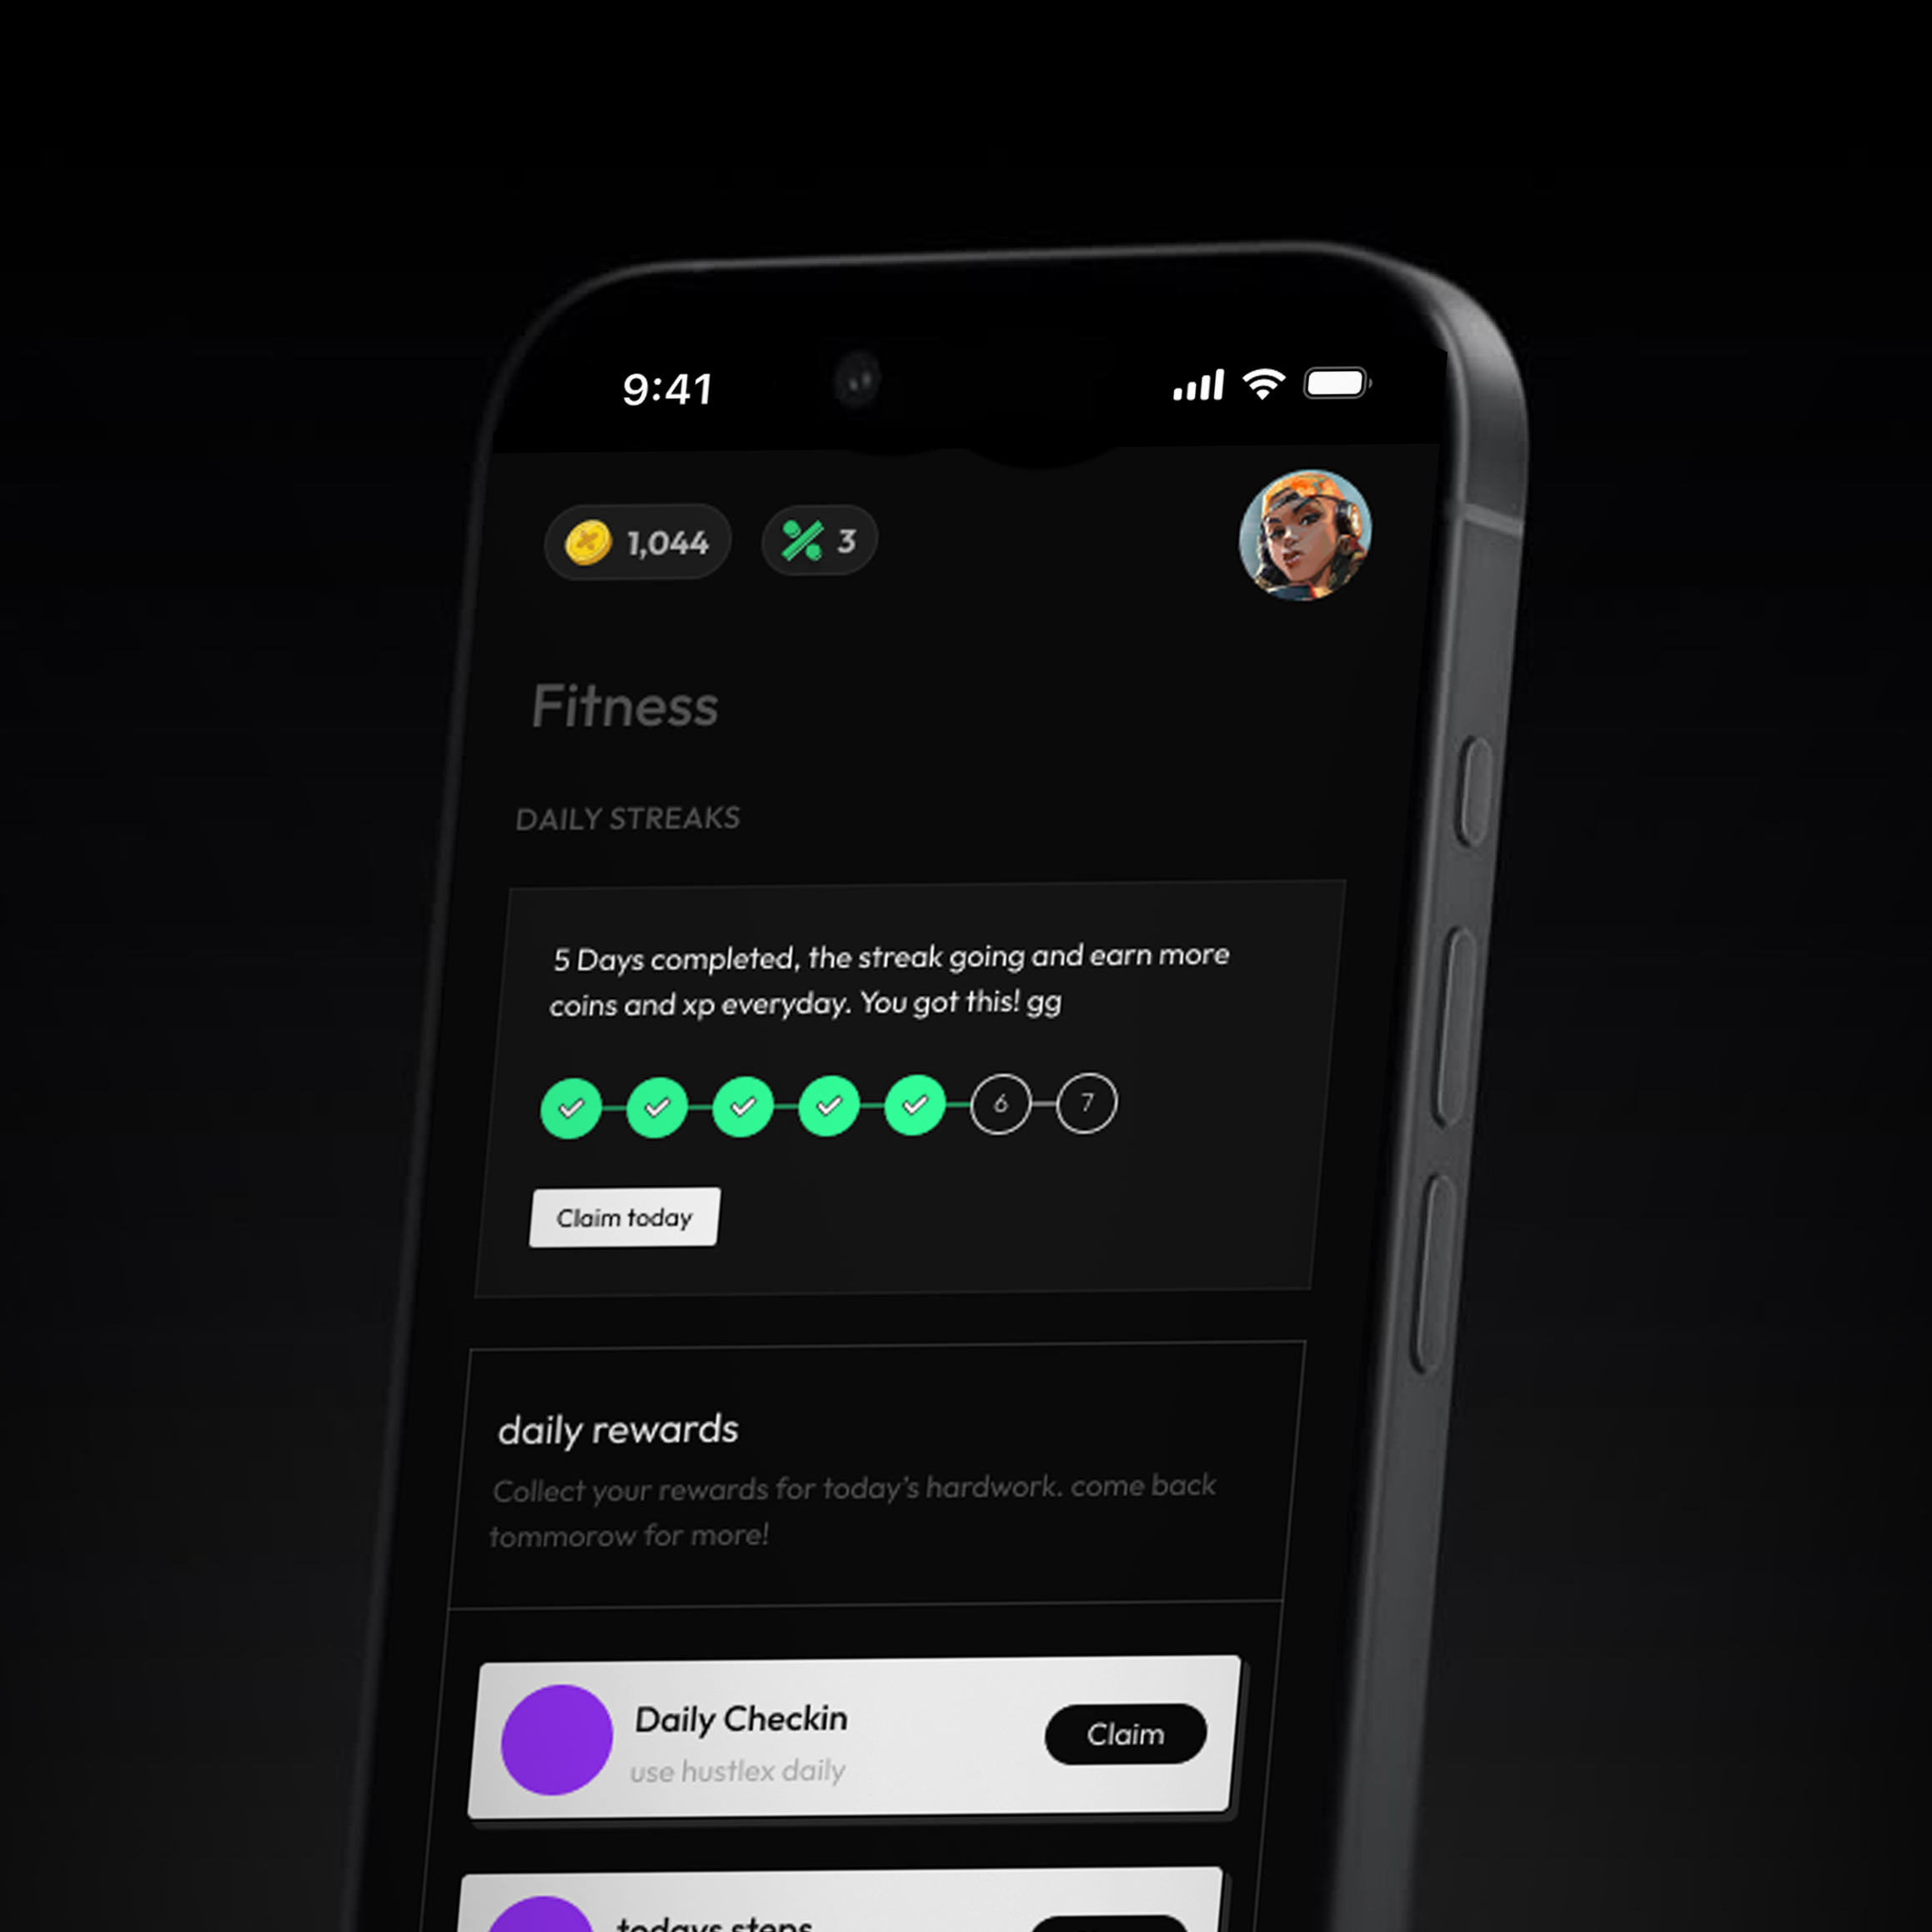 9:41
1,044
3
Fitness
DAILY STREAKS
5 Days completed, the streak going and earn more
coins and xp everyday. You got this! gg
6
7
Claim today
daily rewards
Collect your rewards for today's hardwork. come back
tommorow for more!
Daily Checkin
use hustlex daily
Claim
todays steps